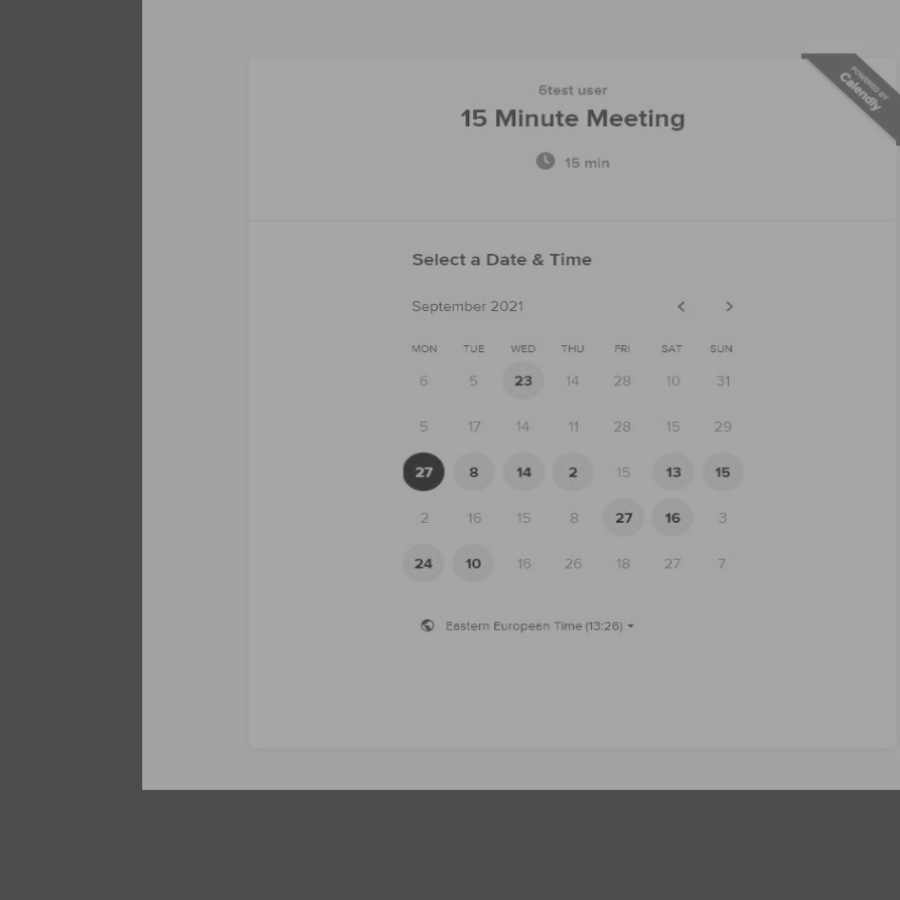 POWERED BY
Calendly
6test user
15 Minute Meeting
15 min
Select a Date & Time
September 2021
MON TUE WED THU FRI SAT SUN
6 5 23 14 28 10 31
5 17 14 11 28 15 29
27 8 14 2 15 13 15
2 16 15 8 27 16 3
24 10 16 26 18 27 7
Eastern European Time (13:26)